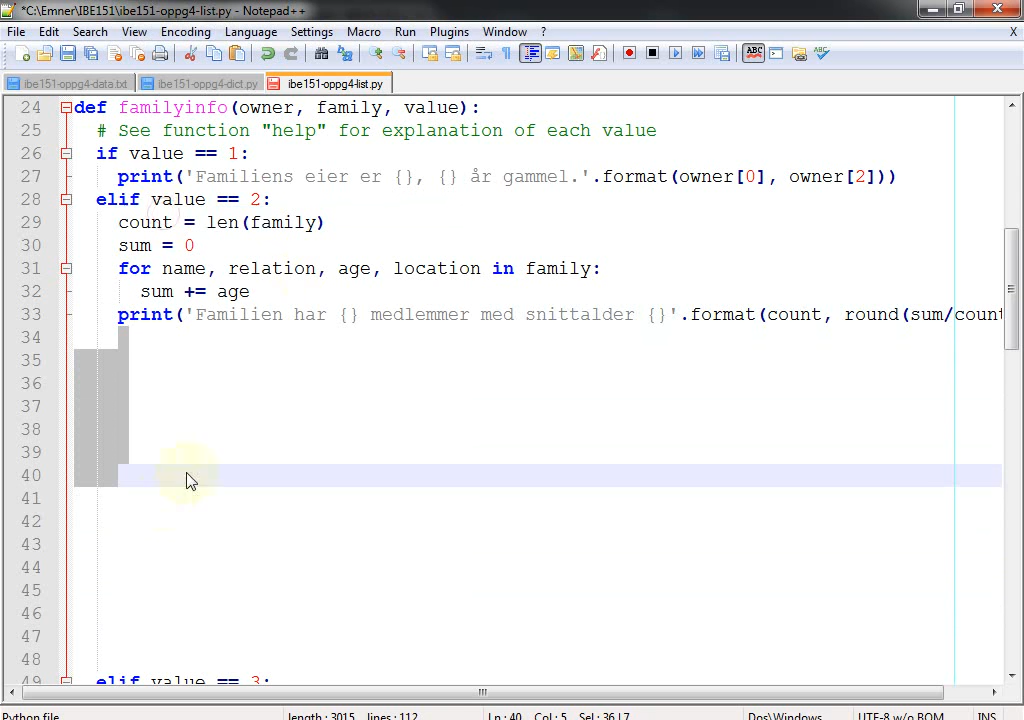 *C:\Emner\IBE151\ibe151-oppg4-list.py - Notepad++
File Edit Search View Encoding Language Settings Macro Run Plugins Window ? X
ibe151-oppg4-data.txt ibe151-oppg4-dict.py ibe151-oppg4-list.py
24 def familyinfo(owner, family, value):
25 # See function "help" for explanation of each value
26 if value == 1:
27 print('Familiens eier er {}, {} år gammel.'.format(owner[0], owner[2]))
28 elif value == 2:
29 count = len(family)
30 sum = 0
31 for name, relation, age, location in family:
32 sum += age
33 print('Familien har {} medlemmer med snittalder {}'.format(count, round(sum/count
34
35
36
37
38
39
40
41
42
43
44
45
46
47
48
49 elif value == 3:
Python file length : 3015 lines : 112 Ln : 40 Col : 5 Sel : 36 | 7 Dos\Windows UTF-8 w/o BOM INS